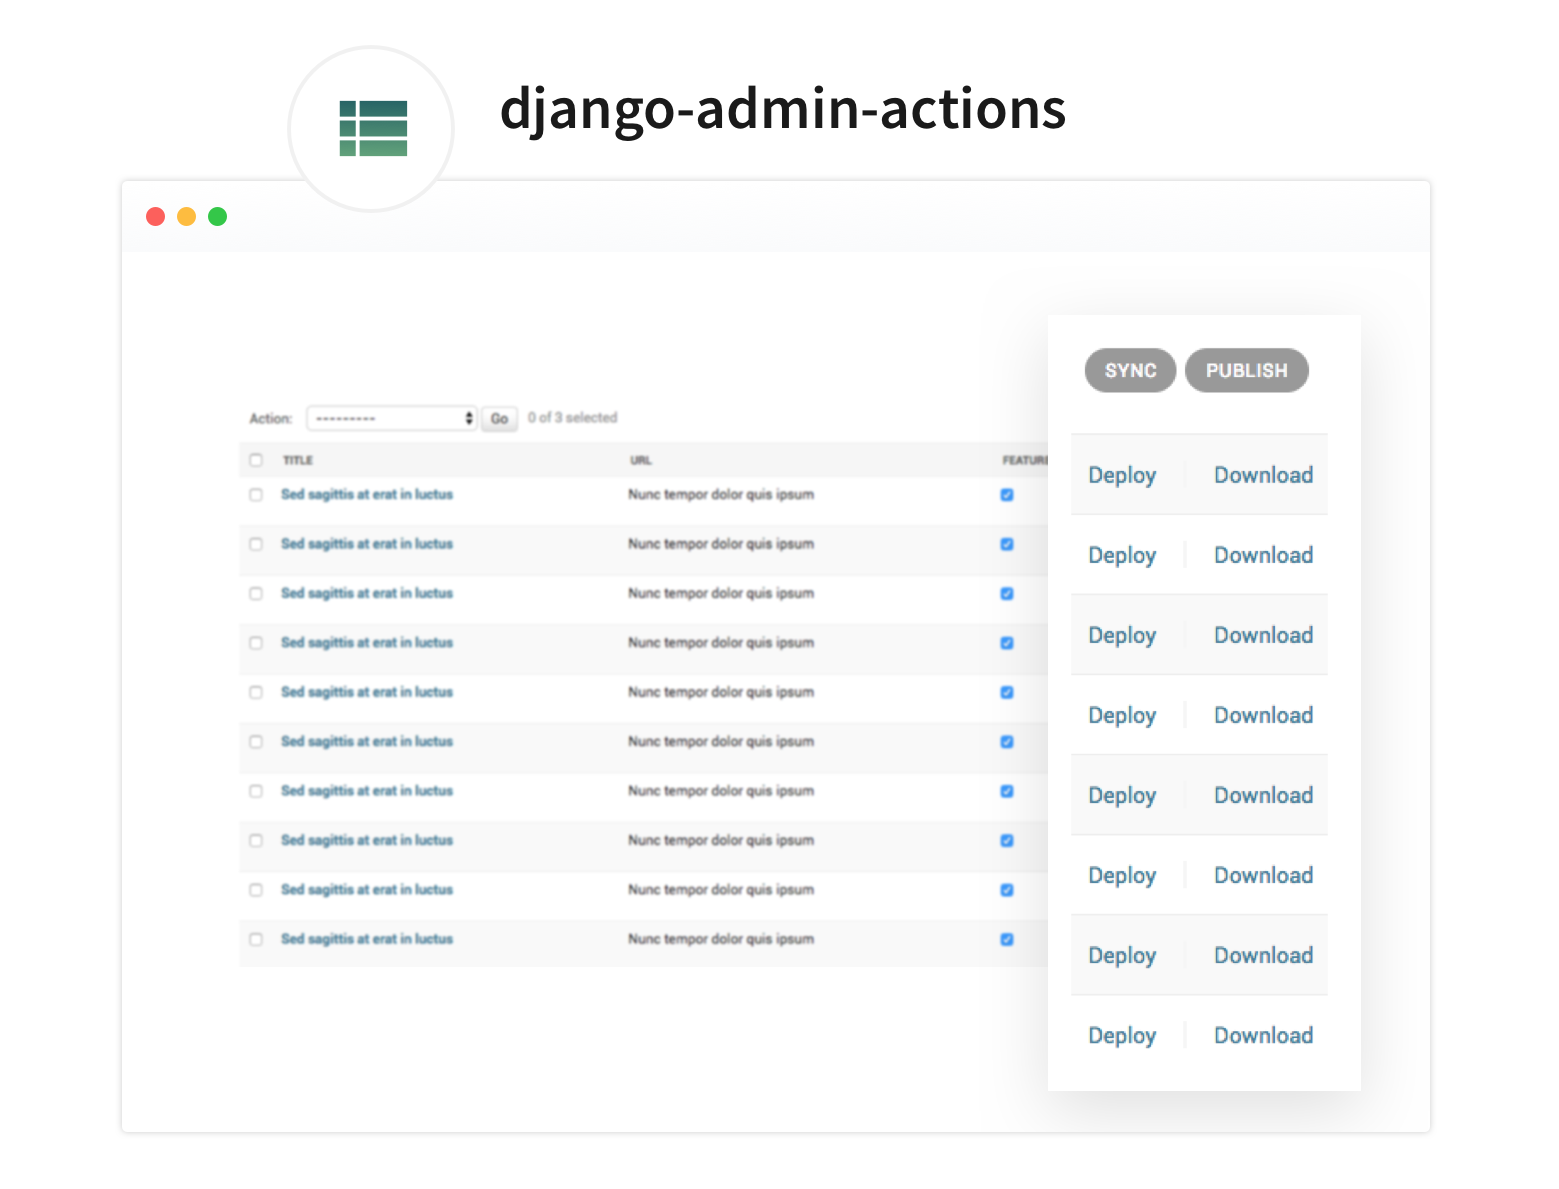 django-admin-actions
SYNC PUBLISH
Action: --------- Go 0 of 3 selected
TITLE URL FEATURE
Sed sagittis at erat in luctus Nunc tempor dolor quis ipsum
Sed sagittis at erat in luctus Nunc tempor dolor quis ipsum
Sed sagittis at erat in luctus Nunc tempor dolor quis ipsum
Sed sagittis at erat in luctus Nunc tempor dolor quis ipsum
Sed sagittis at erat in luctus Nunc tempor dolor quis ipsum
Sed sagittis at erat in luctus Nunc tempor dolor quis ipsum
Sed sagittis at erat in luctus Nunc tempor dolor quis ipsum
Sed sagittis at erat in luctus Nunc tempor dolor quis ipsum
Sed sagittis at erat in luctus Nunc tempor dolor quis ipsum
Sed sagittis at erat in luctus Nunc tempor dolor quis ipsum
Deploy Download
Deploy Download
Deploy Download
Deploy Download
Deploy Download
Deploy Download
Deploy Download
Deploy Download